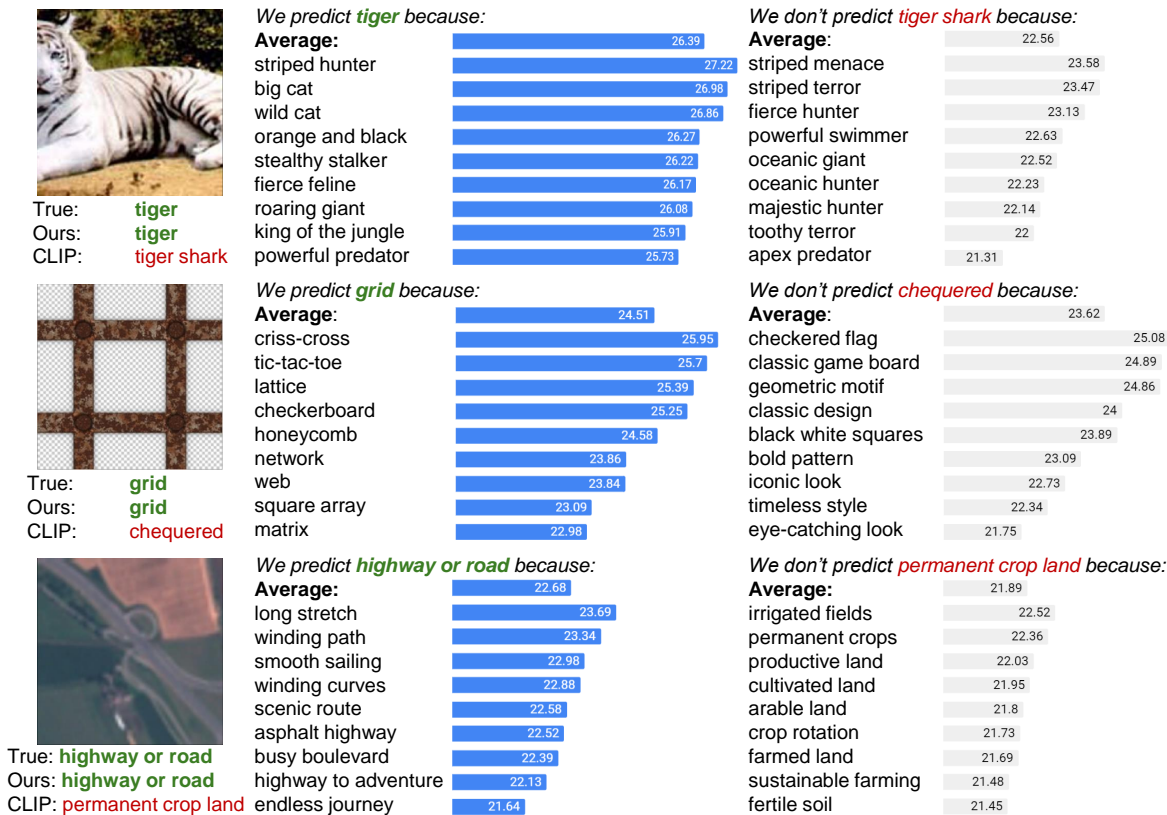 We predict tiger because:
Average: 26.39
striped hunter 27.22
big cat 26.98
wild cat 26.86
orange and black 26.27
stealthy stalker 26.22
fierce feline 26.17
roaring giant 26.08
king of the jungle 25.91
powerful predator 25.73
We don't predict tiger shark because:
Average: 22.56
striped menace 23.58
striped terror 23.47
fierce hunter 23.13
powerful swimmer 22.63
oceanic giant 22.52
oceanic hunter 22.23
majestic hunter 22.14
toothy terror 22
apex predator 21.31
True: tiger
Ours: tiger
CLIP: tiger shark
We predict grid because:
Average: 24.51
criss-cross 25.95
tic-tac-toe 25.7
lattice 25.39
checkerboard 25.25
honeycomb 24.58
network 23.86
web 23.84
square array 23.09
matrix 22.98
We don't predict chequered because:
Average: 23.62
checkered flag 25.08
classic game board 24.89
geometric motif 24.86
classic design 24
black white squares 23.89
bold pattern 23.09
iconic look 22.73
timeless style 22.34
eye-catching look 21.75
True: grid
Ours: grid
CLIP: chequered
We predict highway or road because:
Average: 22.68
long stretch 23.69
winding path 23.34
smooth sailing 22.98
winding curves 22.88
scenic route 22.58
asphalt highway 22.52
busy boulevard 22.39
highway to adventure 22.13
endless journey 21.64
We don't predict permanent crop land because:
Average: 21.89
irrigated fields 22.52
permanent crops 22.36
productive land 22.03
cultivated land 21.95
arable land 21.8
crop rotation 21.73
farmed land 21.69
sustainable farming 21.48
fertile soil 21.45
True: highway or road
Ours: highway or road
CLIP: permanent crop land